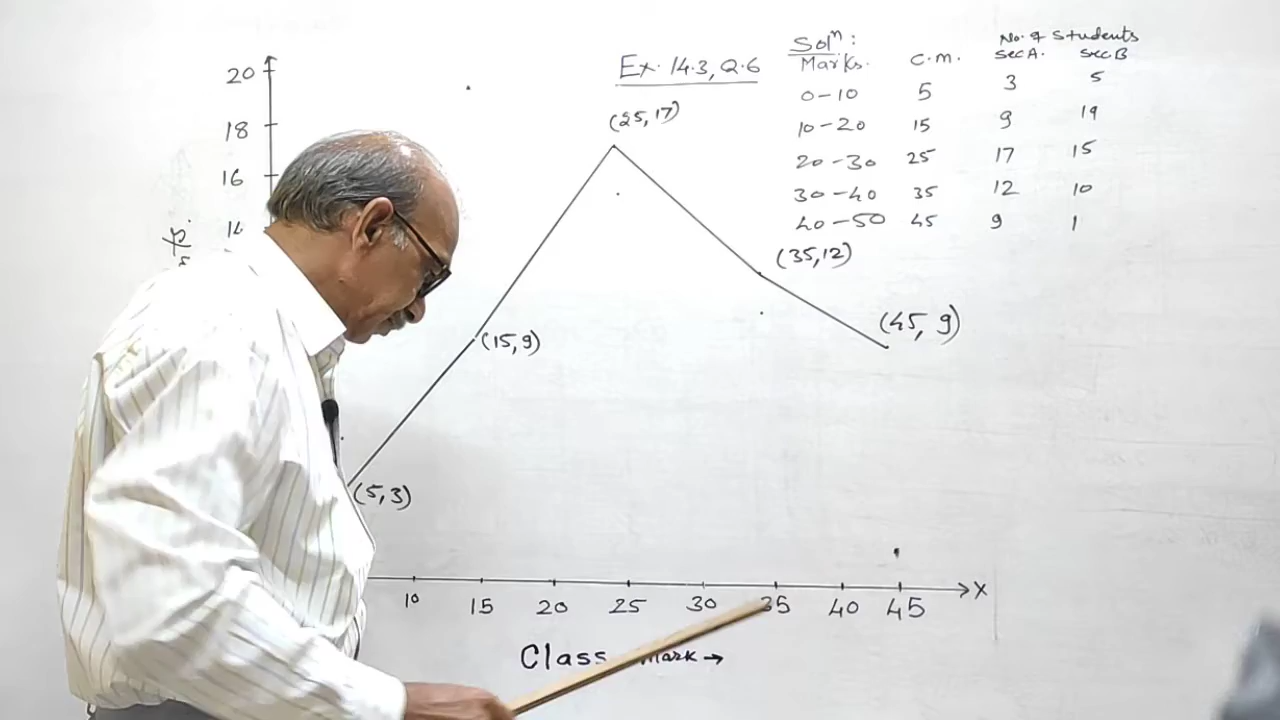 Ex. 14.3, Q.6
Solⁿ:
No. of Students
Marks. C.M. Sec A. Sec B
0-10 5 3 5
10-20 15 9 19
20-30 25 17 15
30-40 35 12 10
40-50 45 9 1
20
18
16
(25,17)
(35,12)
(45, 9)
(15,9)
(5,3)
10 15 20 25 30 35 40 45 X
Class mark →